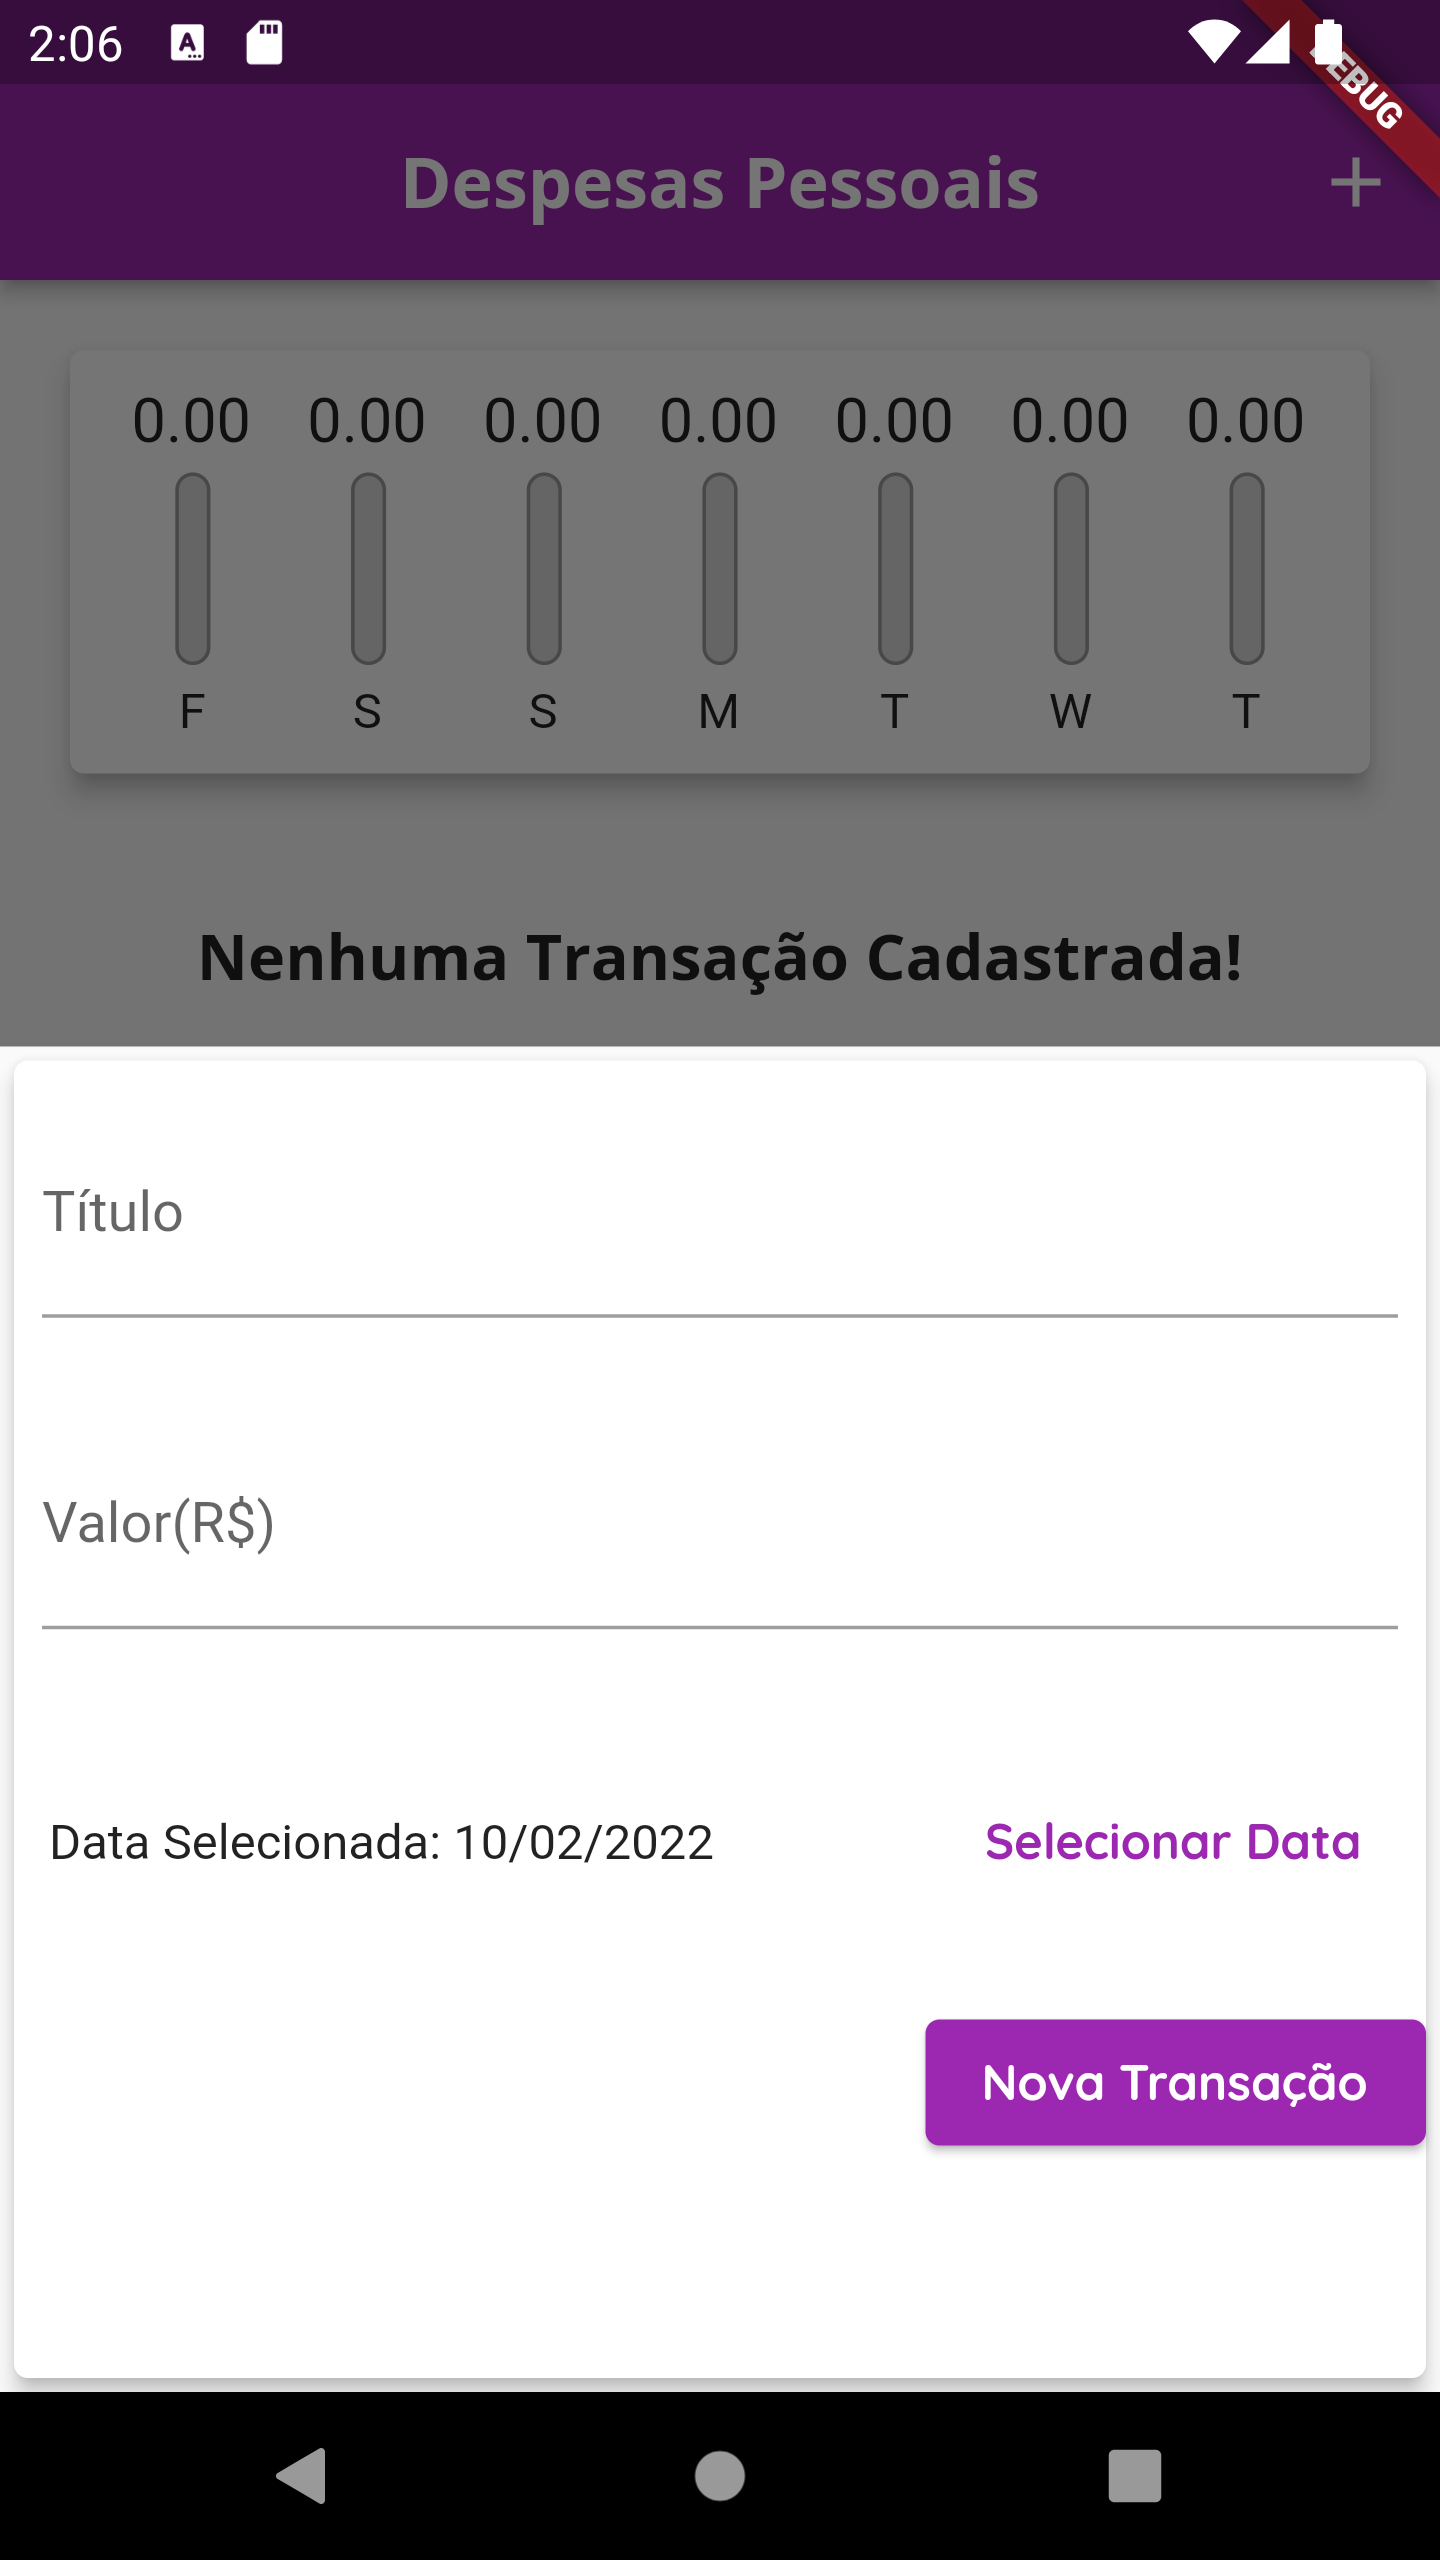 2:06
DEBUG
Despesas Pessoais
0.00 0.00 0.00 0.00 0.00 0.00 0.00
F S S M T W T
Nenhuma Transação Cadastrada!
Título
Valor(R$)
Data Selecionada: 10/02/2022 Selecionar Data
Nova Transação